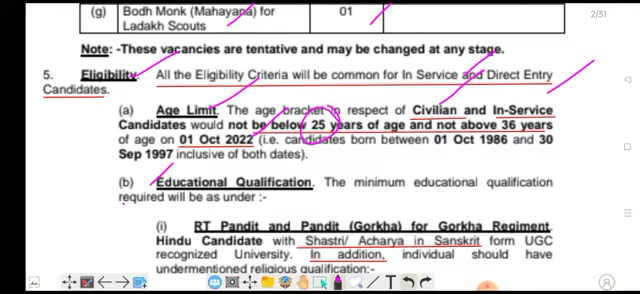 (g) Bodh Monk (Mahayana) for 01
Ladakh Scouts
2/31
Note: -These vacancies are tentative and may be changed at any stage.
5. Eligibility. All the Eligibility Criteria will be common for In Service and Direct Entry
Candidates.
(a) Age Limit. The age bracket in respect of Civilian and In-Service
Candidates would not be below 25 years of age and not above 36 years
of age on 01 Oct 2022 (i.e. candidates born between 01 Oct 1986 and 30
Sep 1997 inclusive of both dates).
(b) Educational Qualification. The minimum educational qualification
required will be as under :-
(i) RT Pandit and Pandit (Gorkha) for Gorkha Regiment.
Hindu Candidate with Shastri/ Acharya in Sanskrit form UGC
recognized University. In addition, individual should have
undermentioned religious qualification:-
T